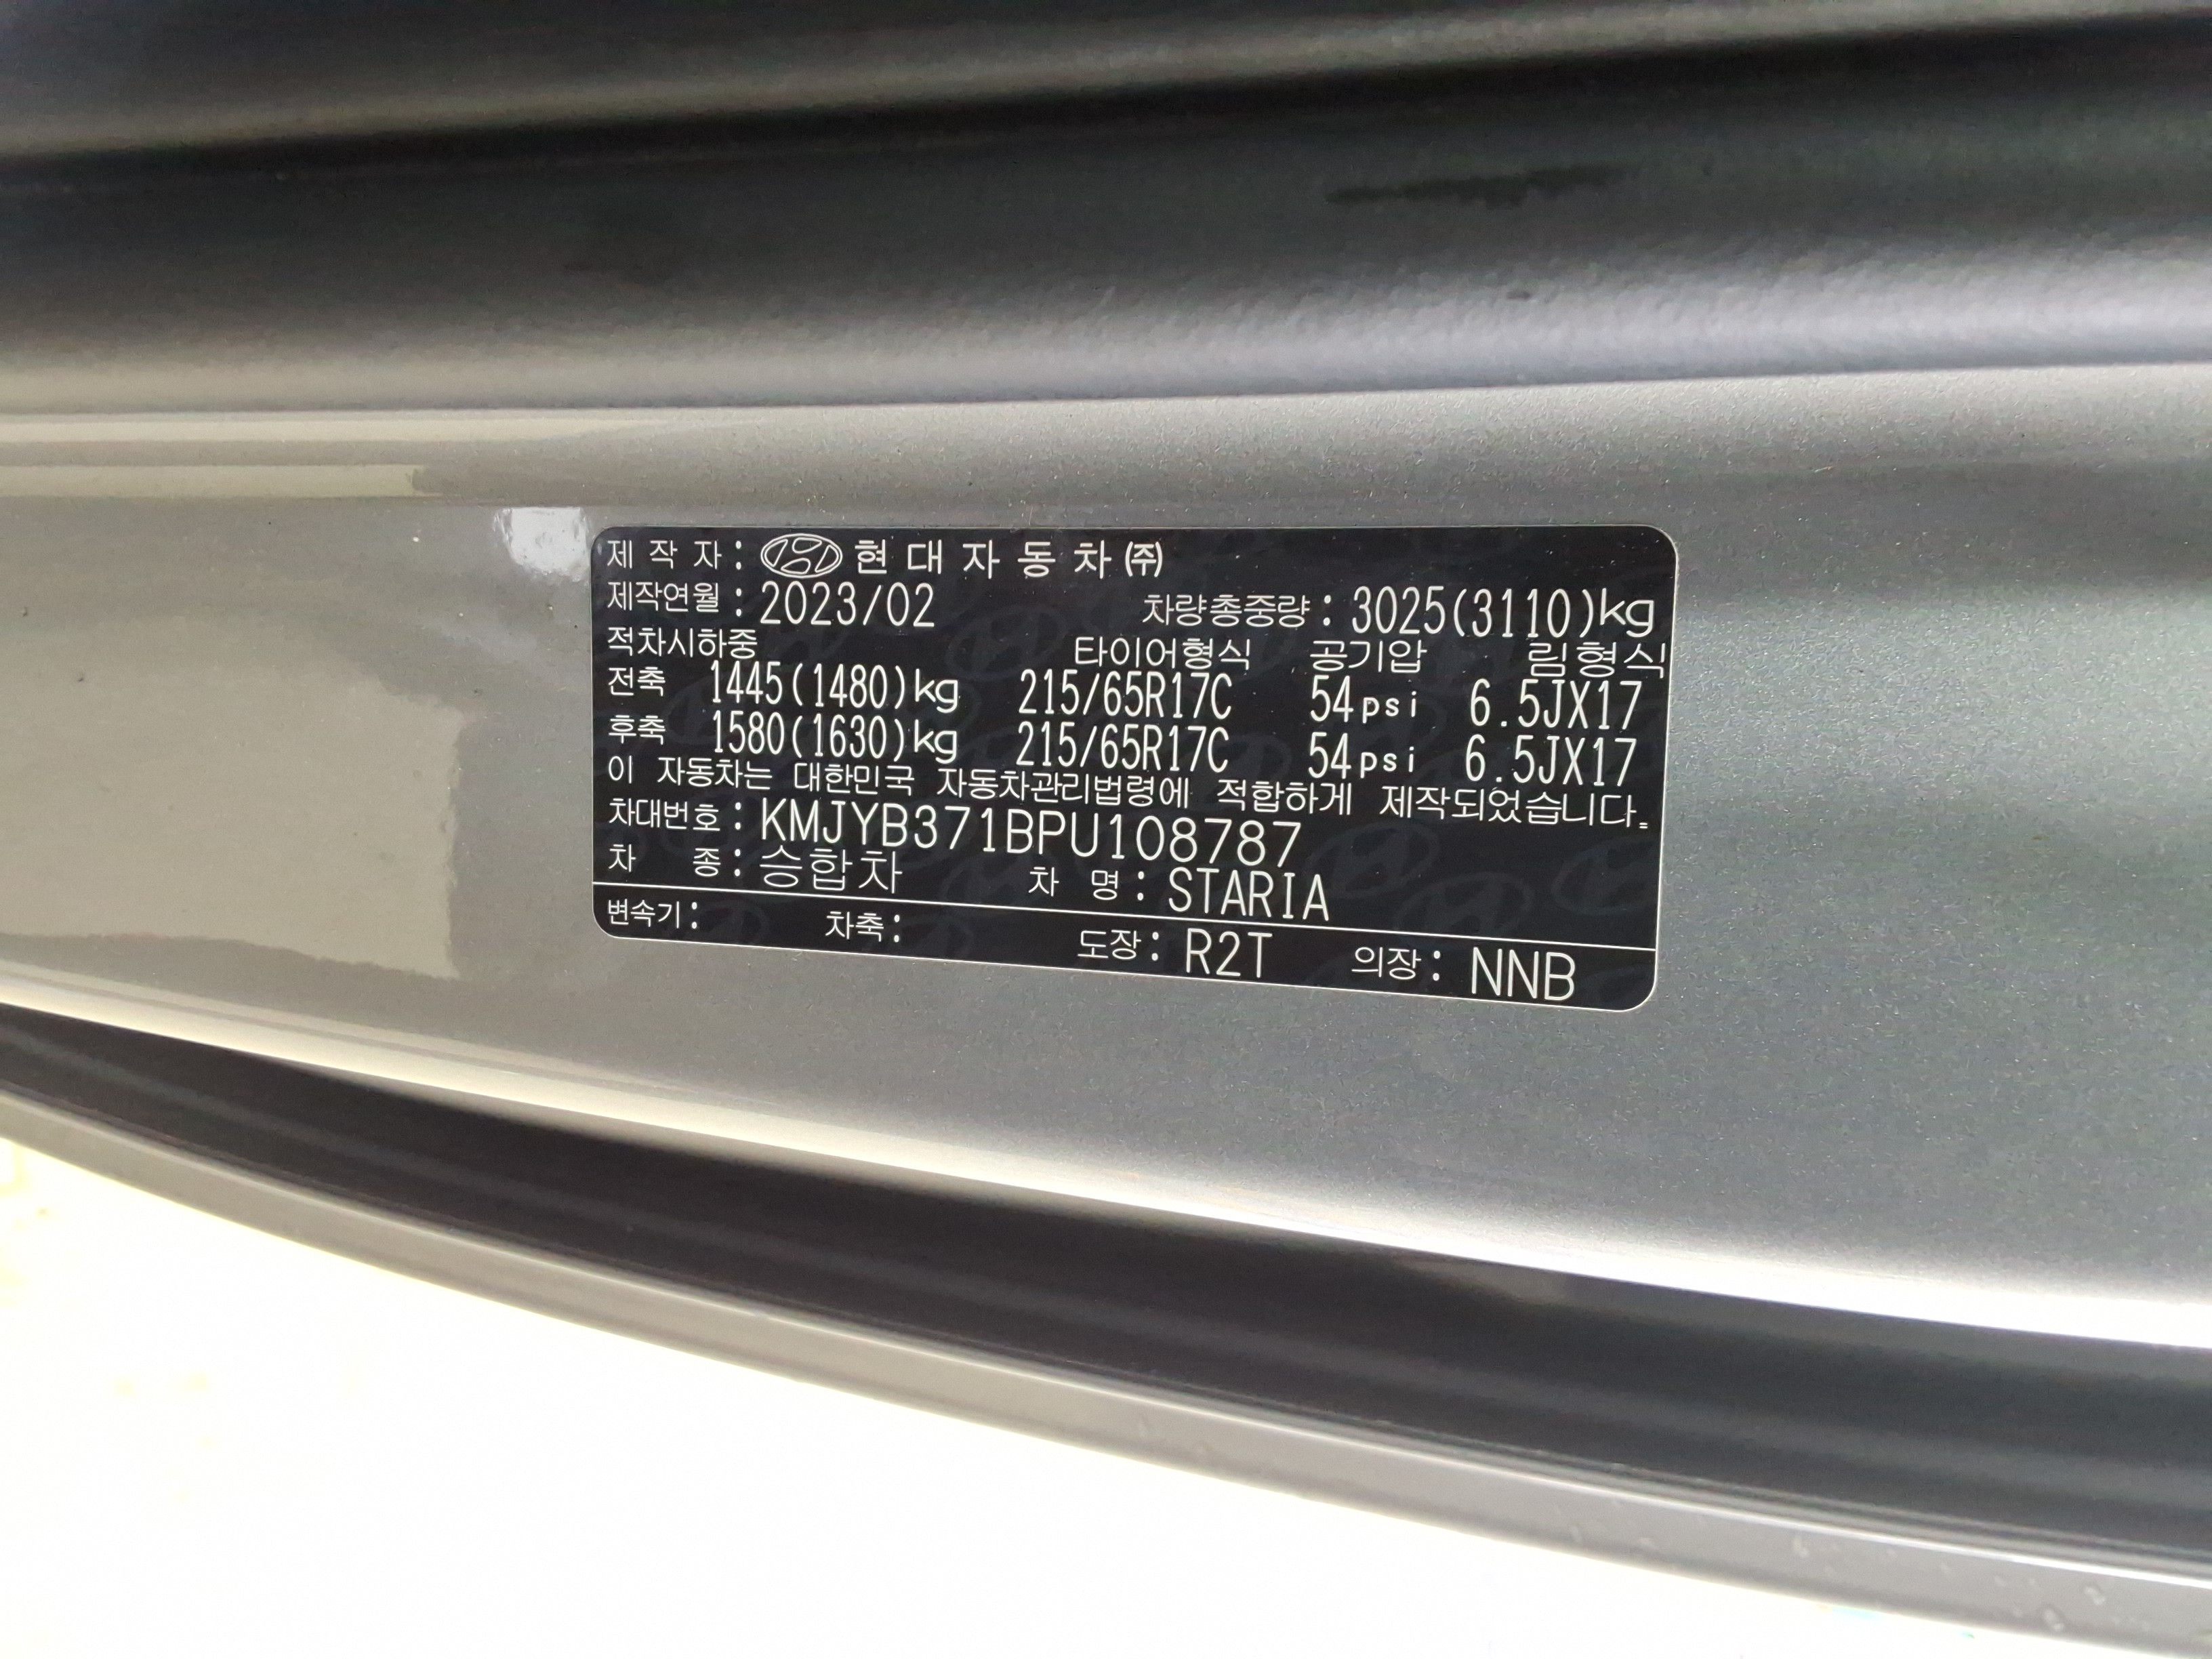 제 작 자 : 현 대 자 동 차 ㈜
제작연월 : 2023/02 차량총중량 : 3025(3110)kg
적차시하중 타이어형식 공기압 림형식
전축 1445(1480)kg 215/65R17C 54psi 6.5JX17
후축 1580(1630)kg 215/65R17C 54psi 6.5JX17
이 자동차는 대한민국 자동차관리법령에 적합하게 제작되었습니다.
차대번호 : KMJYB371BPU108787
차 종 : 승합차 차 명 : STARIA
변속기 : 차축 : 도장 : R2T 의장 : NNB